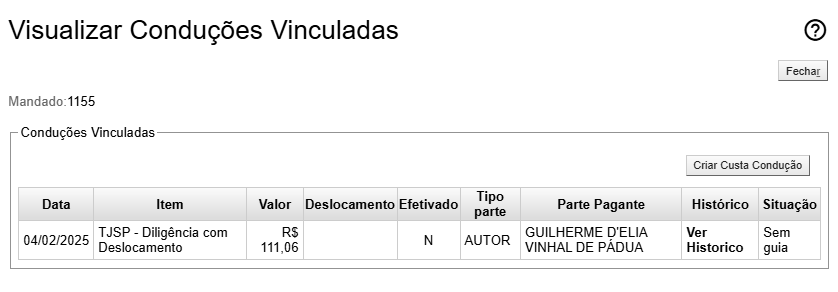 Visualizar Conduções Vinculadas
?
Fechar
Mandado:1155
Conduções Vinculadas
Criar Custa Condução
Data Item Valor Deslocamento Efetivado Tipo parte Parte Pagante Histórico Situação
04/02/2025 TJSP - Diligência com Deslocamento R$ 111,06 N AUTOR GUILHERME D'ELIA VINHAL DE PÁDUA Ver Historico Sem guia